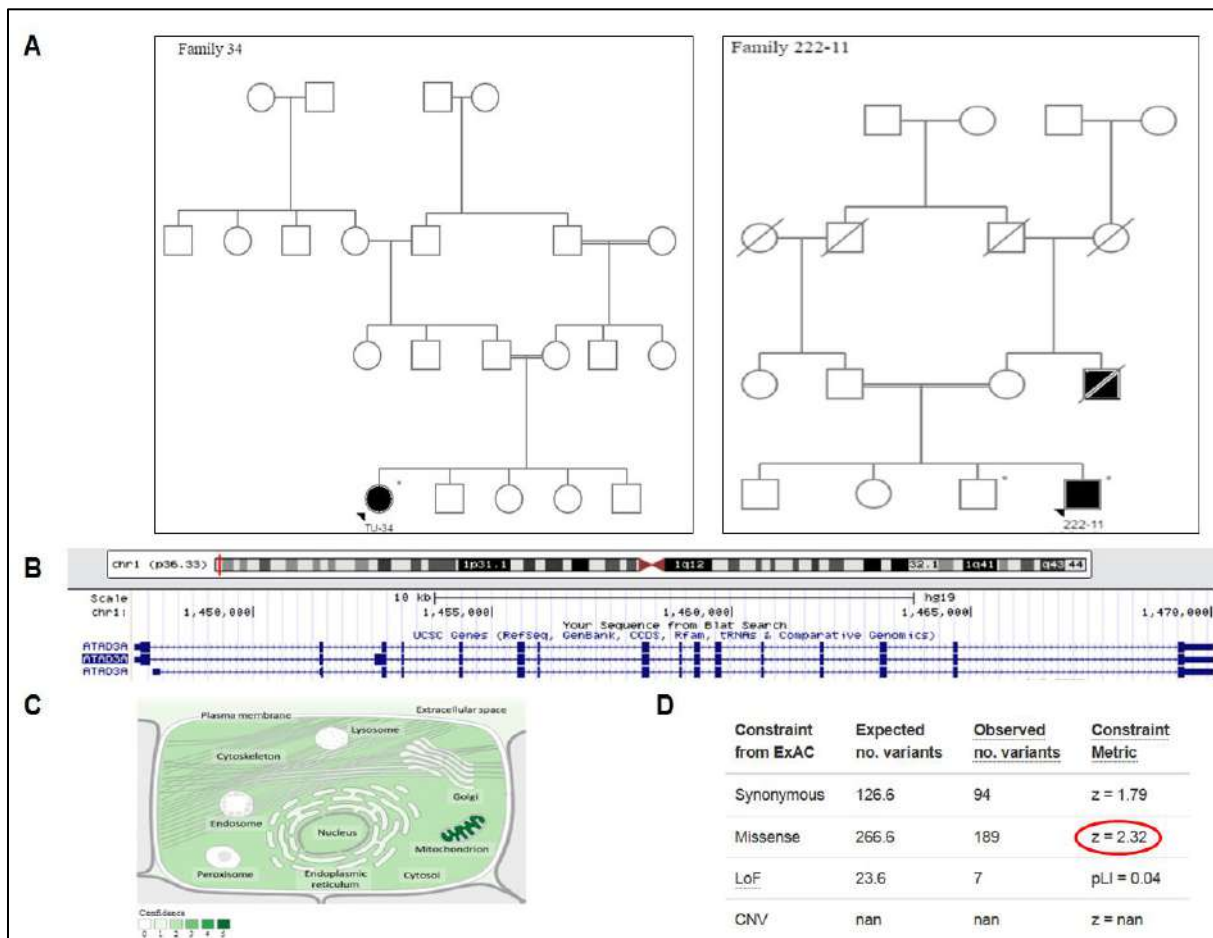 A
Family 34
TU-34
Family 222-11
222-11
B
chr1 (p36.33)
1p31.1
1q12
32.1
1q41
q43
44
Scale
10 kb
hg19
chr1:
1,450,000
1,455,000
1,460,000
1,465,000
1,470,000
Your Sequence from Blat Search
UCSC Genes (RefSeq, GenBank, CCDS, Rfam, tRNAs & Comparative Genomics)
ATAD3A
ATAD3A
ATAD3A
C
Plasma membrane
Extracellular space
Lysosome
Cytoskeleton
Golgi
Endosome
Nucleus
Mitochondrion
Peroxisome
Endoplasmic reticulum
Cytosol
Confidence
0 1 2 3 4 5
D
Constraint from ExAC
Expected no. variants
Observed no. variants
Constraint Metric
Synonymous 126.6 94 z = 1.79
Missense 266.6 189 z = 2.32
LoF 23.6 7 pLI = 0.04
CNV nan nan z = nan